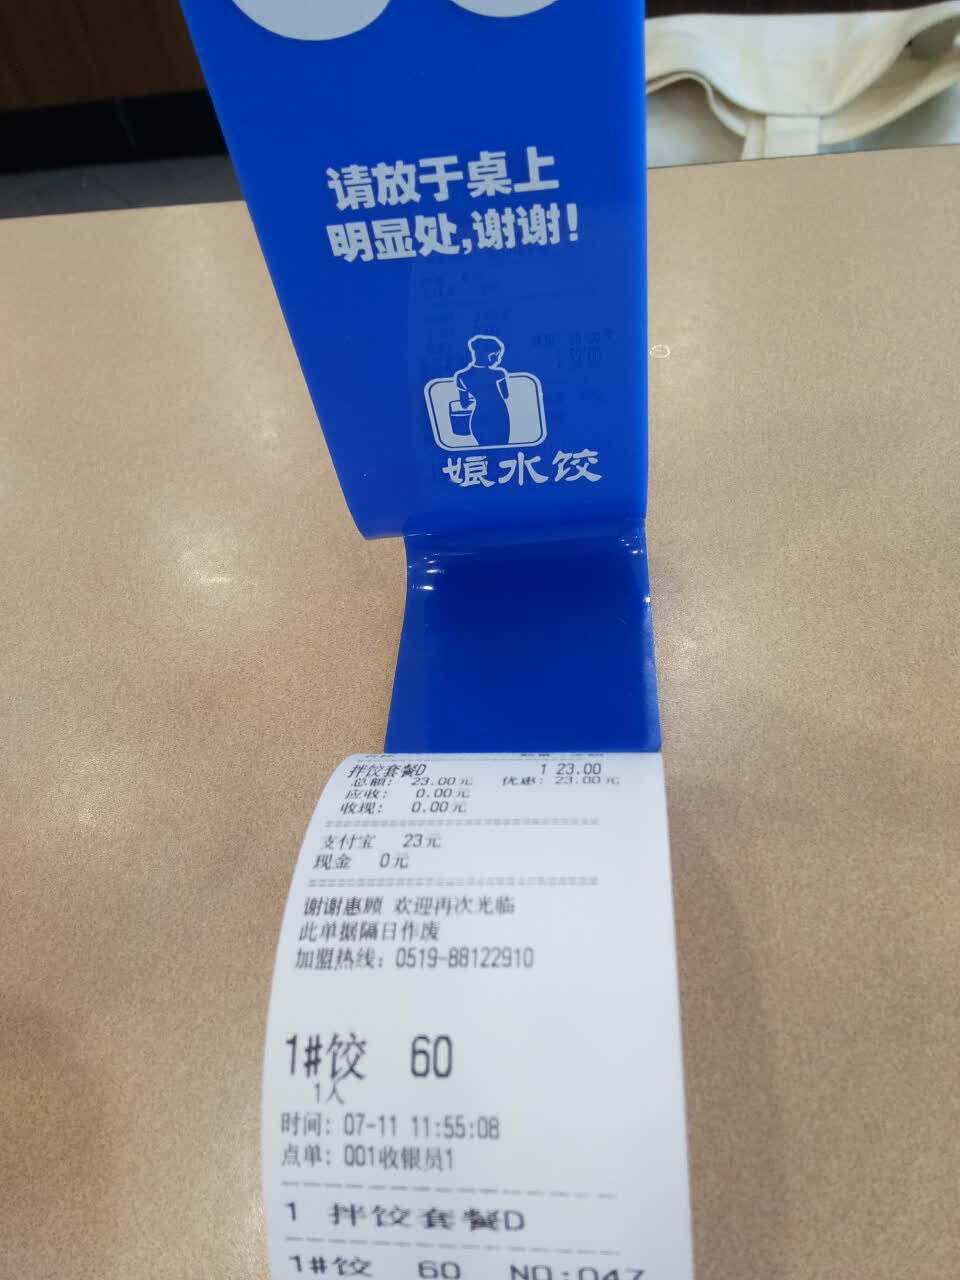 请放于桌上
明显处,谢谢!
娘水饺
拌饺套餐D 1 23.00
总额: 23.00元 优惠: 23.00元
应收: 0.00元
收现: 0.00元
支付宝 23元
现金 0元
谢谢惠顾 欢迎再次光临
此单据隔日作废
加盟热线: 0519-88122910
1#饺 60
1人
时间: 07-11 11:55:08
点单: 001收银员1
1 拌饺套餐D
1#饺 60 NO:047